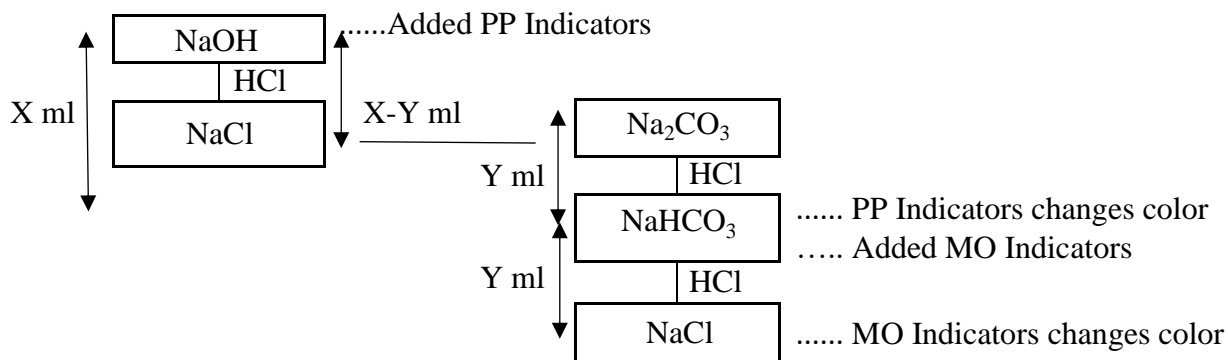 NaOH
......Added PP Indicators
HCl
X ml
X-Y ml
NaCl
Na₂CO₃
Y ml
HCl
NaHCO₃
...... PP Indicators changes color
….. Added MO Indicators
Y ml
HCl
NaCl
...... MO Indicators changes color